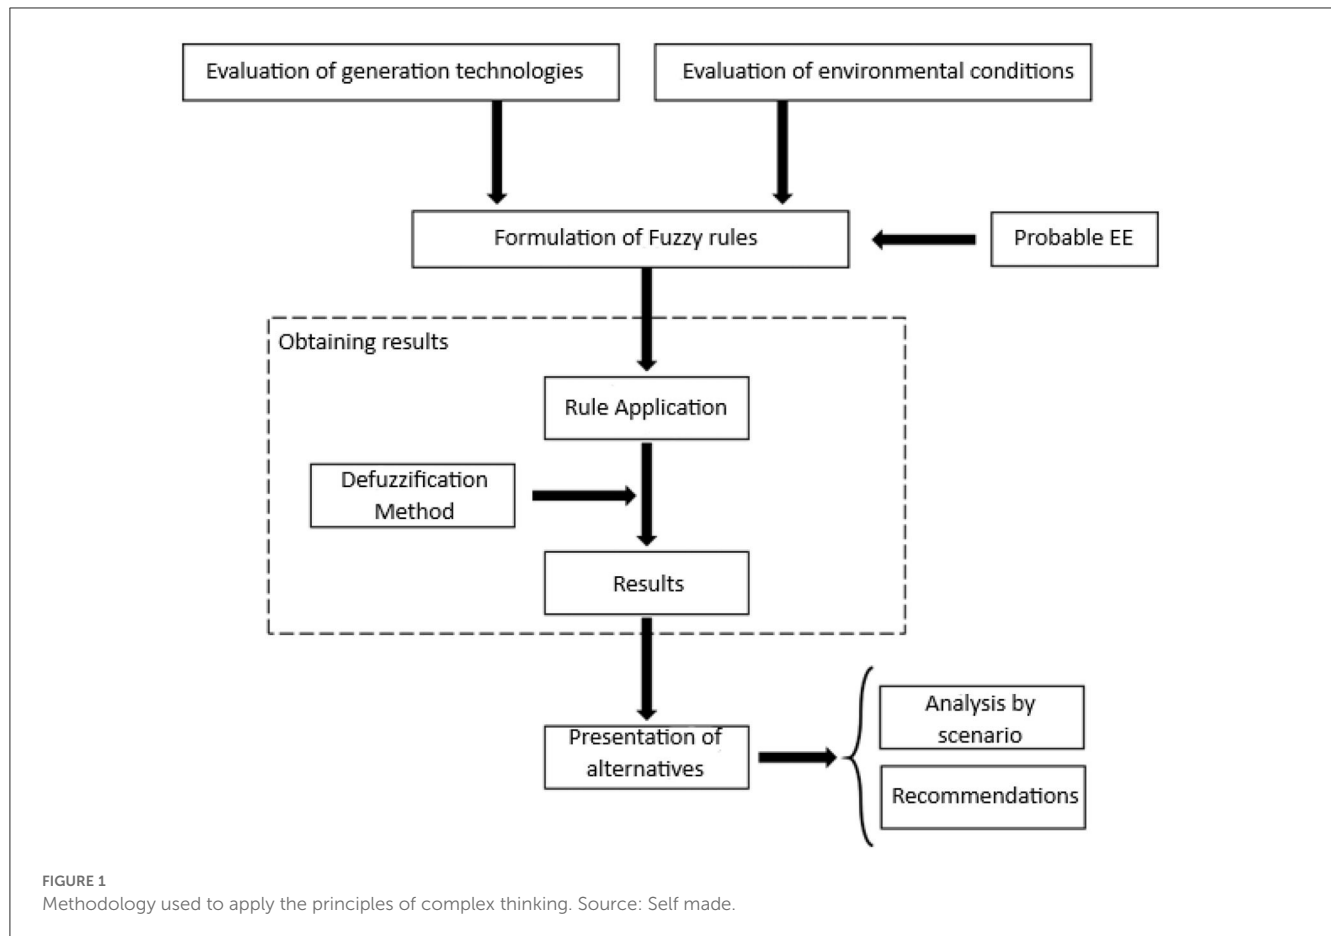 Evaluation of generation technologies
Evaluation of environmental conditions
Formulation of Fuzzy rules
Probable EE
Obtaining results
Rule Application
Defuzzification
Method
Results
Presentation of
alternatives
Analysis by
scenario
Recommendations
FIGURE 1
Methodology used to apply the principles of complex thinking. Source: Self made.